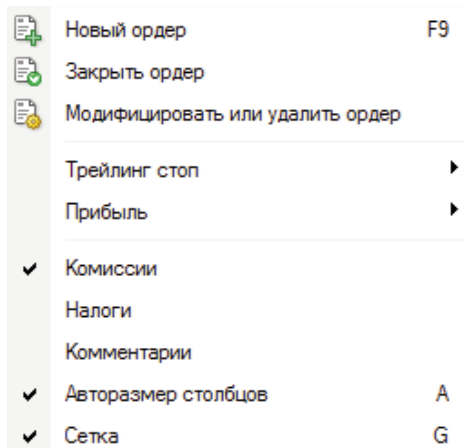 Новый ордер F9
Закрыть ордер
Модифицировать или удалить ордер
Трейлинг стоп
Прибыль
Комиссии
Налоги
Комментарии
Авторазмер столбцов A
Сетка G